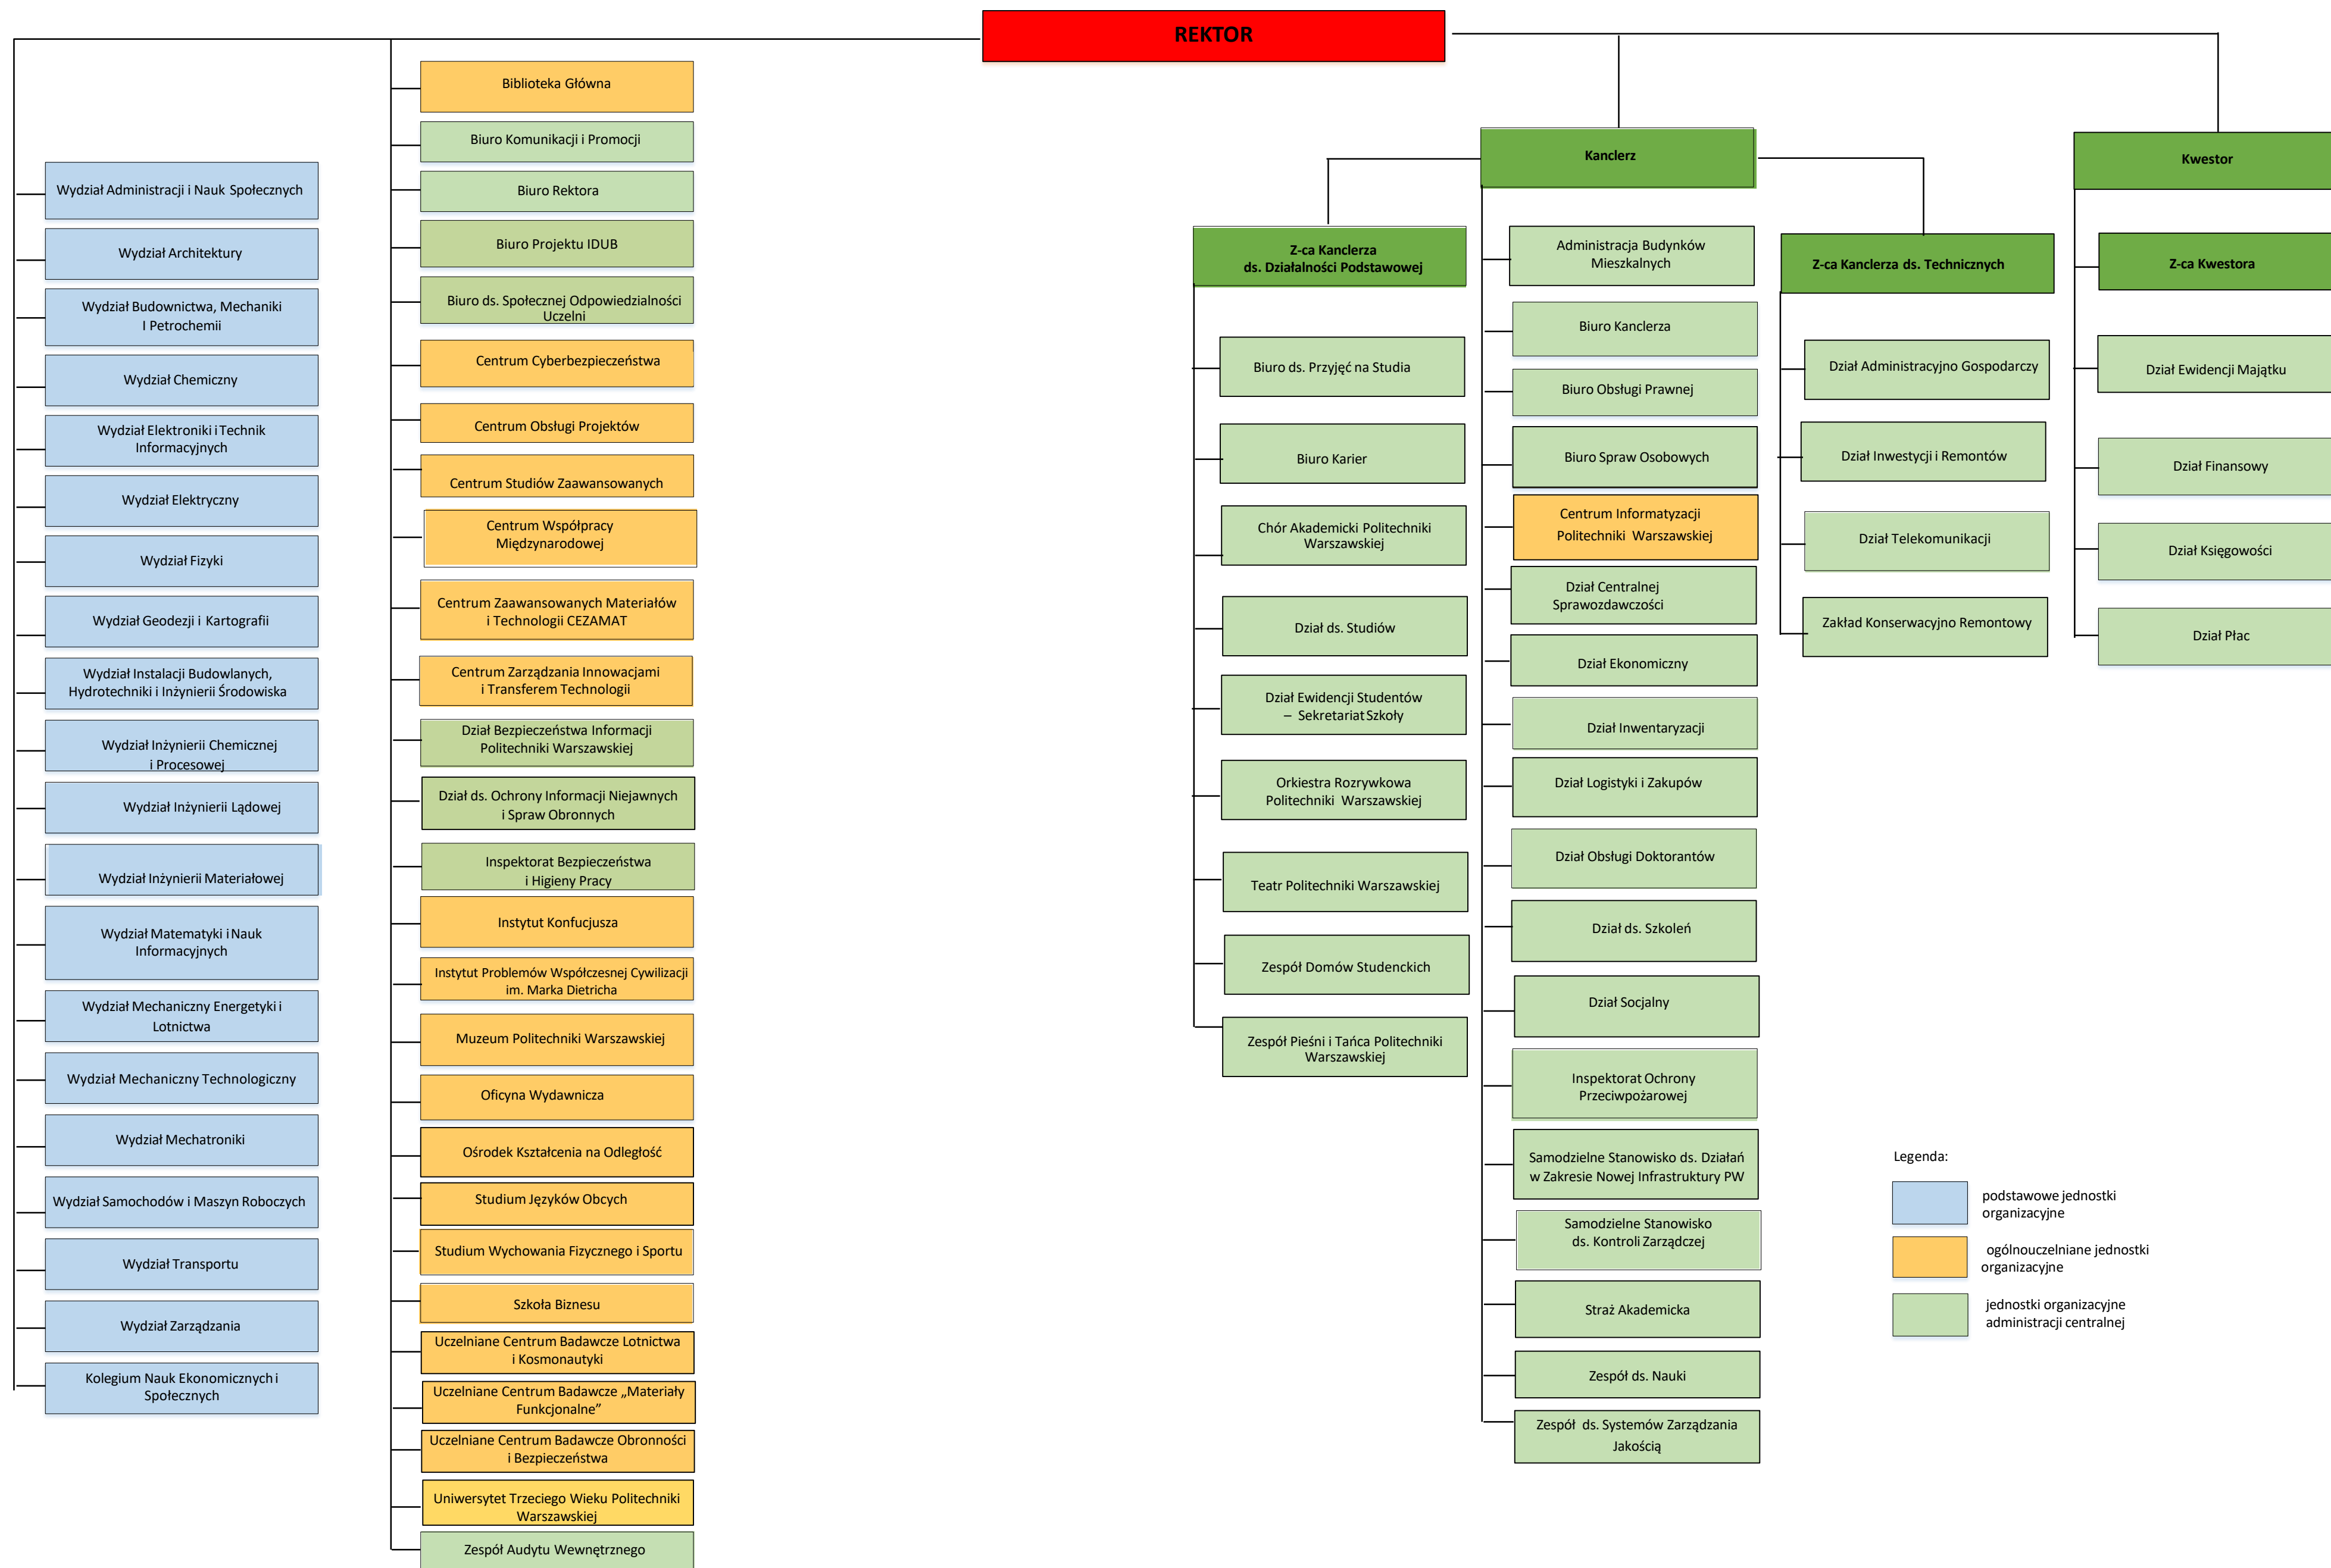 REKTOR
Wydział Administracji i Nauk Społecznych
Wydział Architektury
Wydział Budownictwa, Mechaniki
I Petrochemii
Wydział Chemiczny
Wydział Elektroniki i Technik
Informacyjnych
Wydział Elektryczny
Wydział Fizyki
Wydział Geodezji i Kartografii
Wydział Instalacji Budowlanych,
Hydrotechniki i Inżynierii Środowiska
Wydział Inżynierii Chemicznej
i Procesowej
Wydział Inżynierii Lądowej
Wydział Inżynierii Materiałowej
Wydział Matematyki i Nauk
Informacyjnych
Wydział Mechaniczny Energetyki i
Lotnictwa
Wydział Mechaniczny Technologiczny
Wydział Mechatroniki
Wydział Samochodów i Maszyn Roboczych
Wydział Transportu
Wydział Zarządzania
Kolegium Nauk Ekonomicznych i
Społecznych
Biblioteka Główna
Biuro Komunikacji i Promocji
Biuro Rektora
Biuro Projektu IDUB
Biuro ds. Społecznej Odpowiedzialności
Uczelni
Centrum Cyberbezpieczeństwa
Centrum Obsługi Projektów
Centrum Studiów Zaawansowanych
Centrum Współpracy
Międzynarodowej
Centrum Zaawansowanych Materiałów
i Technologii CEZAMAT
Centrum Zarządzania Innowacjami
i Transferem Technologii
Dział Bezpieczeństwa Informacji
Politechniki Warszawskiej
Dział ds. Ochrony Informacji Niejawnych
i Spraw Obronnych
Inspektorat Bezpieczeństwa
i Higieny Pracy
Instytut Konfucjusza
Instytut Problemów Współczesnej Cywilizacji
im. Marka Dietricha
Muzeum Politechniki Warszawskiej
Oficyna Wydawnicza
Ośrodek Kształcenia na Odległość
Studium Języków Obcych
Studium Wychowania Fizycznego i Sportu
Szkoła Biznesu
Uczelniane Centrum Badawcze Lotnictwa
i Kosmonautyki
Uczelniane Centrum Badawcze „Materiały
Funkcjonalne”
Uczelniane Centrum Badawcze Obronności
i Bezpieczeństwa
Uniwersytet Trzeciego Wieku Politechniki
Warszawskiej
Zespół Audytu Wewnętrznego
Kanclerz
Z-ca Kanclerza
ds. Działalności Podstawowej
Biuro ds. Przyjęć na Studia
Biuro Karier
Chór Akademicki Politechniki
Warszawskiej
Dział ds. Studiów
Dział Ewidencji Studentów
– Sekretariat Szkoły
Orkiestra Rozrywkowa
Politechniki Warszawskiej
Teatr Politechniki Warszawskiej
Zespół Domów Studenckich
Zespół Pieśni i Tańca Politechniki
Warszawskiej
Administracja Budynków
Mieszkalnych
Biuro Kanclerza
Biuro Obsługi Prawnej
Biuro Spraw Osobowych
Centrum Informatyzacji
Politechniki Warszawskiej
Dział Centralnej
Sprawozdawczości
Dział Ekonomiczny
Dział Inwentaryzacji
Dział Logistyki i Zakupów
Dział Obsługi Doktorantów
Dział ds. Szkoleń
Dział Socjalny
Inspektorat Ochrony
Przeciwpożarowej
Samodzielne Stanowisko ds. Działań
w Zakresie Nowej Infrastruktury PW
Samodzielne Stanowisko
ds. Kontroli Zarządczej
Straż Akademicka
Zespół ds. Nauki
Zespół ds. Systemów Zarządzania
Jakością
Z-ca Kanclerza ds. Technicznych
Dział Administracyjno Gospodarczy
Dział Inwestycji i Remontów
Dział Telekomunikacji
Zakład Konserwacyjno Remontowy
Kwestor
Z-ca Kwestora
Dział Ewidencji Majątku
Dział Finansowy
Dział Księgowości
Dział Płac
Legenda:
podstawowe jednostki
organizacyjne
ogólnouczelniane jednostki
organizacyjne
jednostki organizacyjne
administracji centralnej